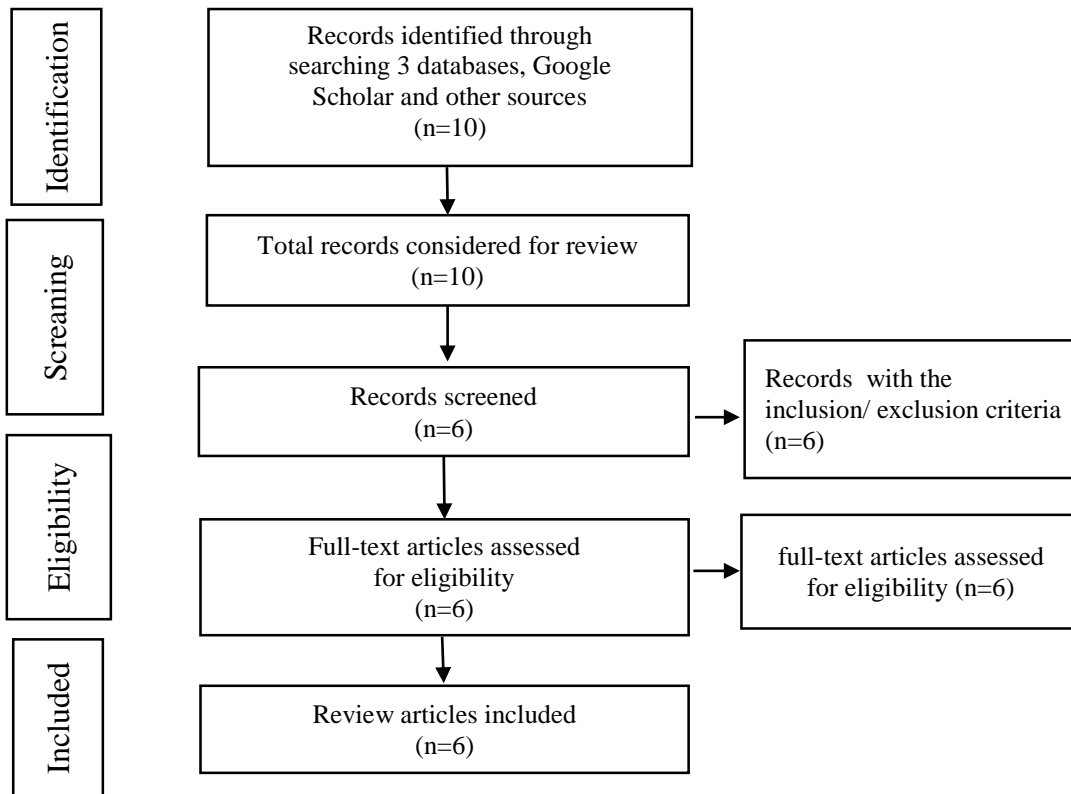 Identification
Records identified through
searching 3 databases, Google
Scholar and other sources
(n=10)
Screaning
Total records considered for review
(n=10)
Records screened
(n=6)
Records with the
inclusion/ exclusion criteria
(n=6)
Eligibility
Full-text articles assessed
for eligibility
(n=6)
full-text articles assessed
for eligibility (n=6)
Included
Review articles included
(n=6)